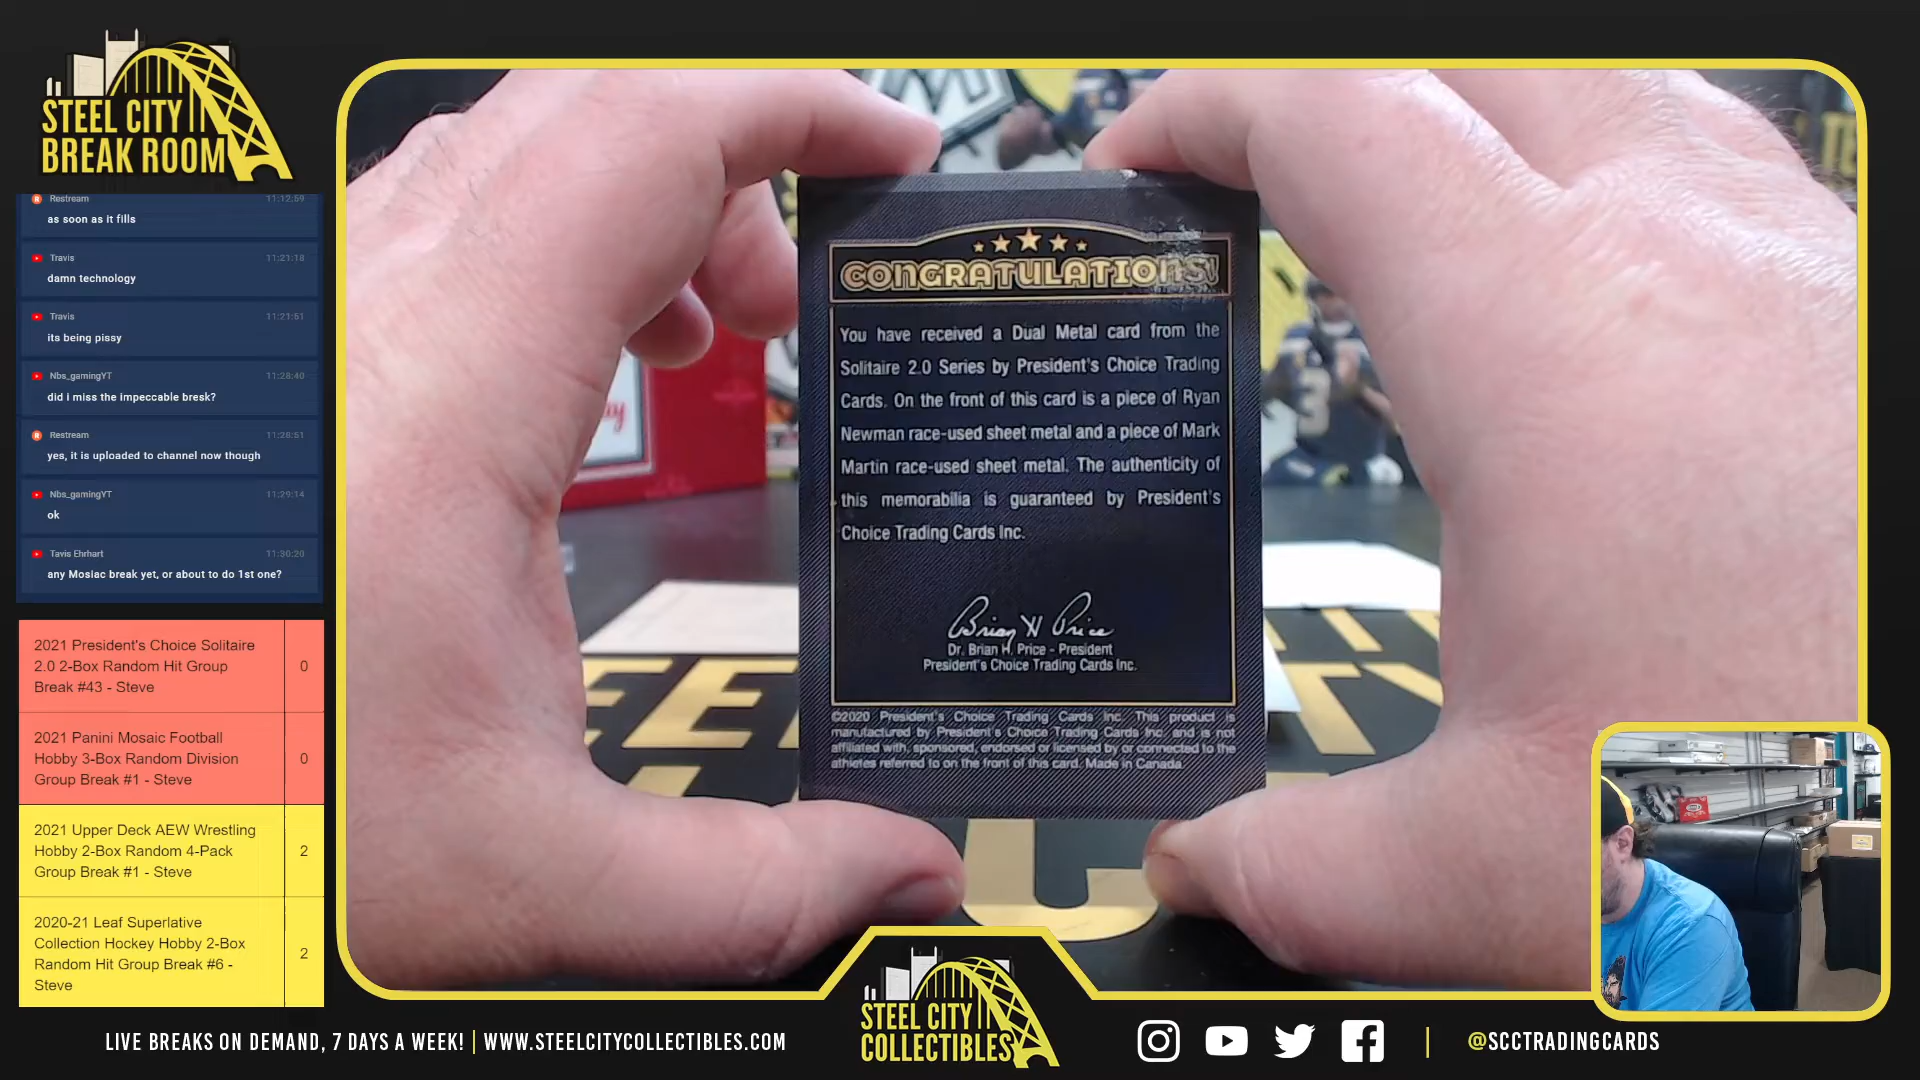 STEEL CITY
BREAK ROOM
Restream 11:12:59
as soon as it fills
Travis 11:21:18
damn technology
Travis 11:21:51
its being pissy
Nbs_gamingYT 11:28:40
did i miss the impeccable bresk?
Restream 11:28:51
yes, it is uploaded to channel now though
Nbs_gamingYT 11:29:14
ok
Tavis Ehrhart 11:30:20
any Mosiac break yet, or about to do 1st one?
2021 President's Choice Solitaire
2.0 2-Box Random Hit Group
Break #43 - Steve
0
2021 Panini Mosaic Football
Hobby 3-Box Random Division
Group Break #1 - Steve
0
2021 Upper Deck AEW Wrestling
Hobby 2-Box Random 4-Pack
Group Break #1 - Steve
2
2020-21 Leaf Superlative
Collection Hockey Hobby 2-Box
Random Hit Group Break #6 -
Steve
2
CONGRATULATIONS!
You have received a Dual Metal card from the
Solitaire 2.0 Series by President's Choice Trading
Cards. On the front of this card is a piece of Ryan
Newman race-used sheet metal and a piece of Mark
Martin race-used sheet metal. The authenticity of
this memorabilia is guaranteed by President's
Choice Trading Cards Inc.
Brian H Price
Dr. Brian H. Price - President
President's Choice Trading Cards Inc.
©2020 President's Choice Trading Cards Inc. This product is
manufactured by President's Choice Trading Cards Inc. and is not
affiliated with, sponsored, endorsed or licensed by or connected to the
athletes referred to on the front of this card. Made in Canada.
3
STEEL CITY
COLLECTIBLES
LIVE BREAKS ON DEMAND, 7 DAYS A WEEK! | WWW.STEELCITYCOLLECTIBLES.COM
| @SCCTRADINGCARDS